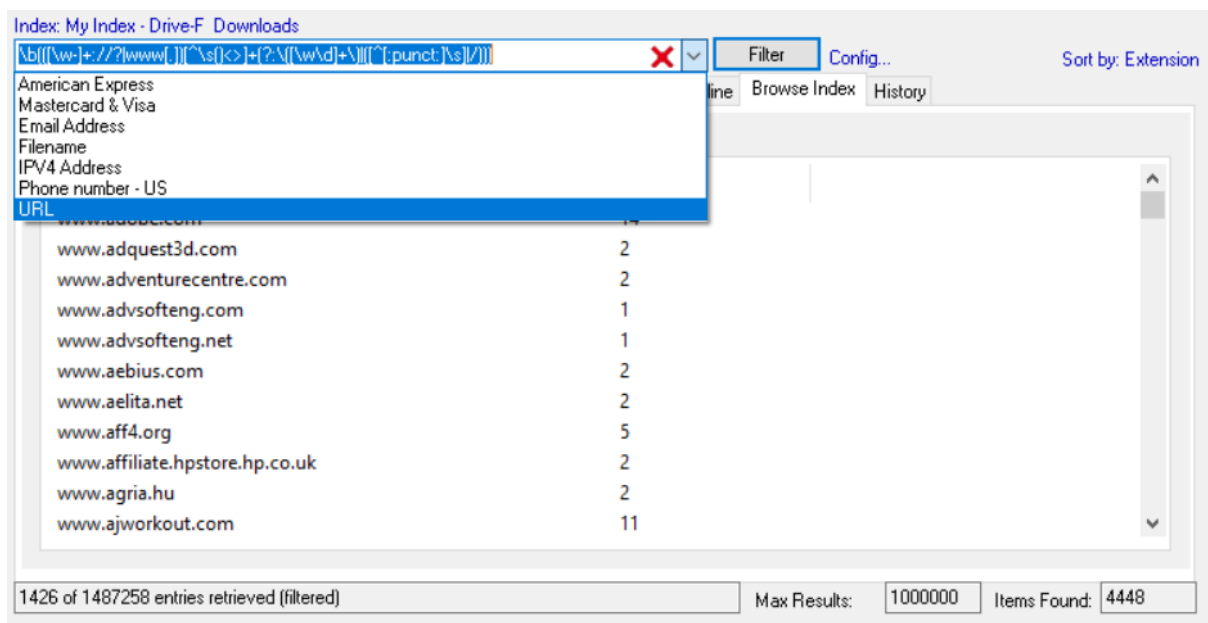 Index: My Index - Drive-F Downloads
\b(([\w-]+://?|www[.])[^\s()<>]+(?:\([\w\d]+\)|([^[:punct:]\s]|/)))
Filter
Config...
Sort by: Extension
American Express
Mastercard & Visa
Email Address
Filename
IPV4 Address
Phone number - US
URL
line
Browse Index
History
www.adobe.com 14
www.adquest3d.com 2
www.adventurecentre.com 2
www.advsofteng.com 1
www.advsofteng.net 1
www.aebius.com 2
www.aelita.net 2
www.aff4.org 5
www.affiliate.hpstore.hp.co.uk 2
www.agria.hu 2
www.ajworkout.com 11
1426 of 1487258 entries retrieved (filtered)
Max Results: 1000000
Items Found: 4448